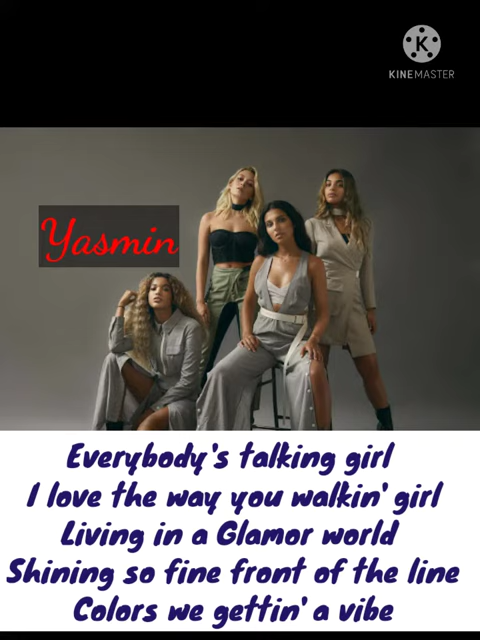 K
KINEMASTER
Yasmin
Everybody's talking girl
I love the way you walkin' girl
Living in a Glamor world
Shining so fine front of the line
Colors we gettin' a vibe